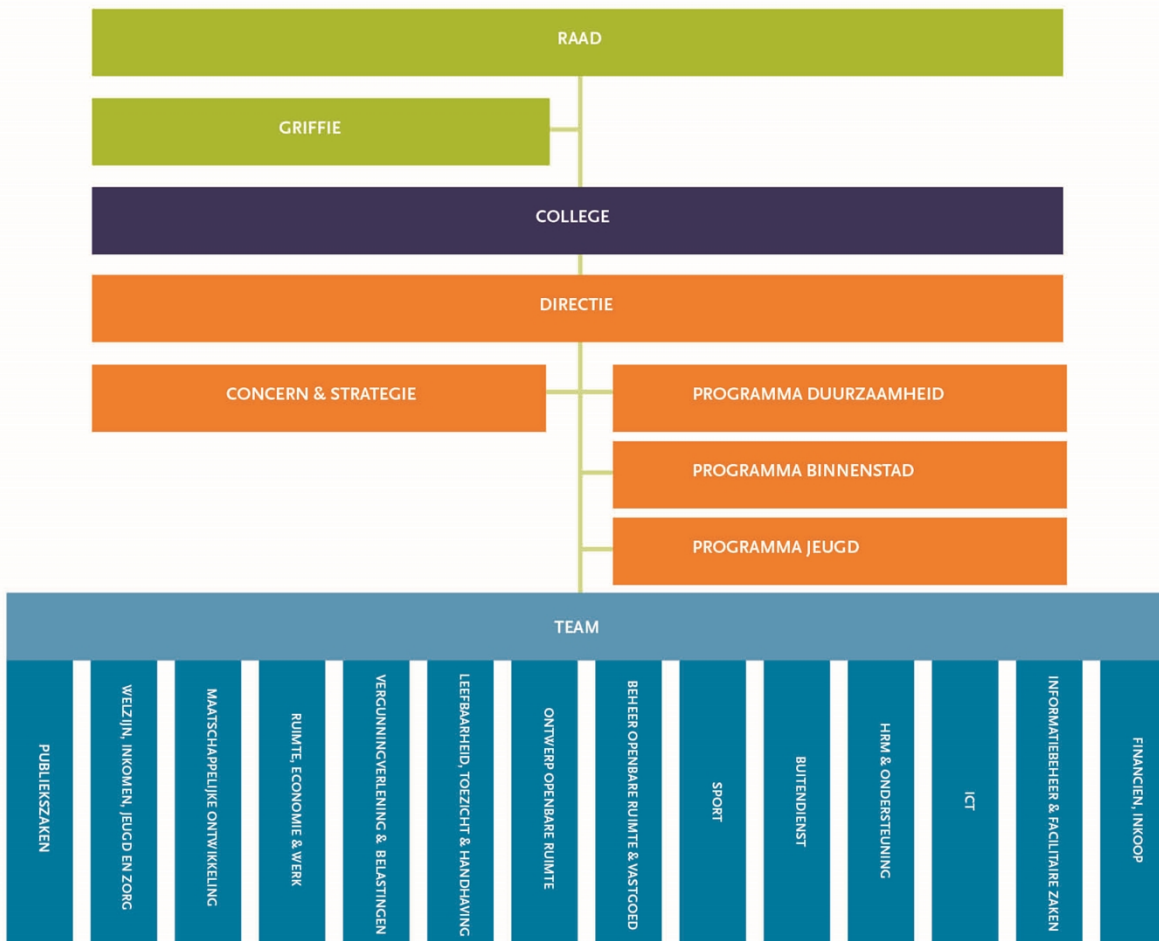 RAAD
GRIFFIE
COLLEGE
DIRECTIE
CONCERN & STRATEGIE
PROGRAMMA DUURZAAMHEID
PROGRAMMA BINNENSTAD
PROGRAMMA JEUGD
TEAM
PUBLIEKSZAKEN
WELZIJN, INKOMEN, JEUGD EN ZORG
MAATSCHAPPELIJKE ONTWIKKELING
RUIMTE, ECONOMIE & WERK
VERGUNNINGVERLENING & BELASTINGEN
LEEFBAARHEID, TOEZICHT & HANDHAVING
ONTWERP OPENBARE RUIMTE
BEHEER OPENBARE RUIMTE & VASTGOED
SPORT
BUITENDIENST
HRM & ONDERSTEUNING
ICT
INFORMATIEBEHEER & FACILITAIRE ZAKEN
FINANCIEN, INKOOP